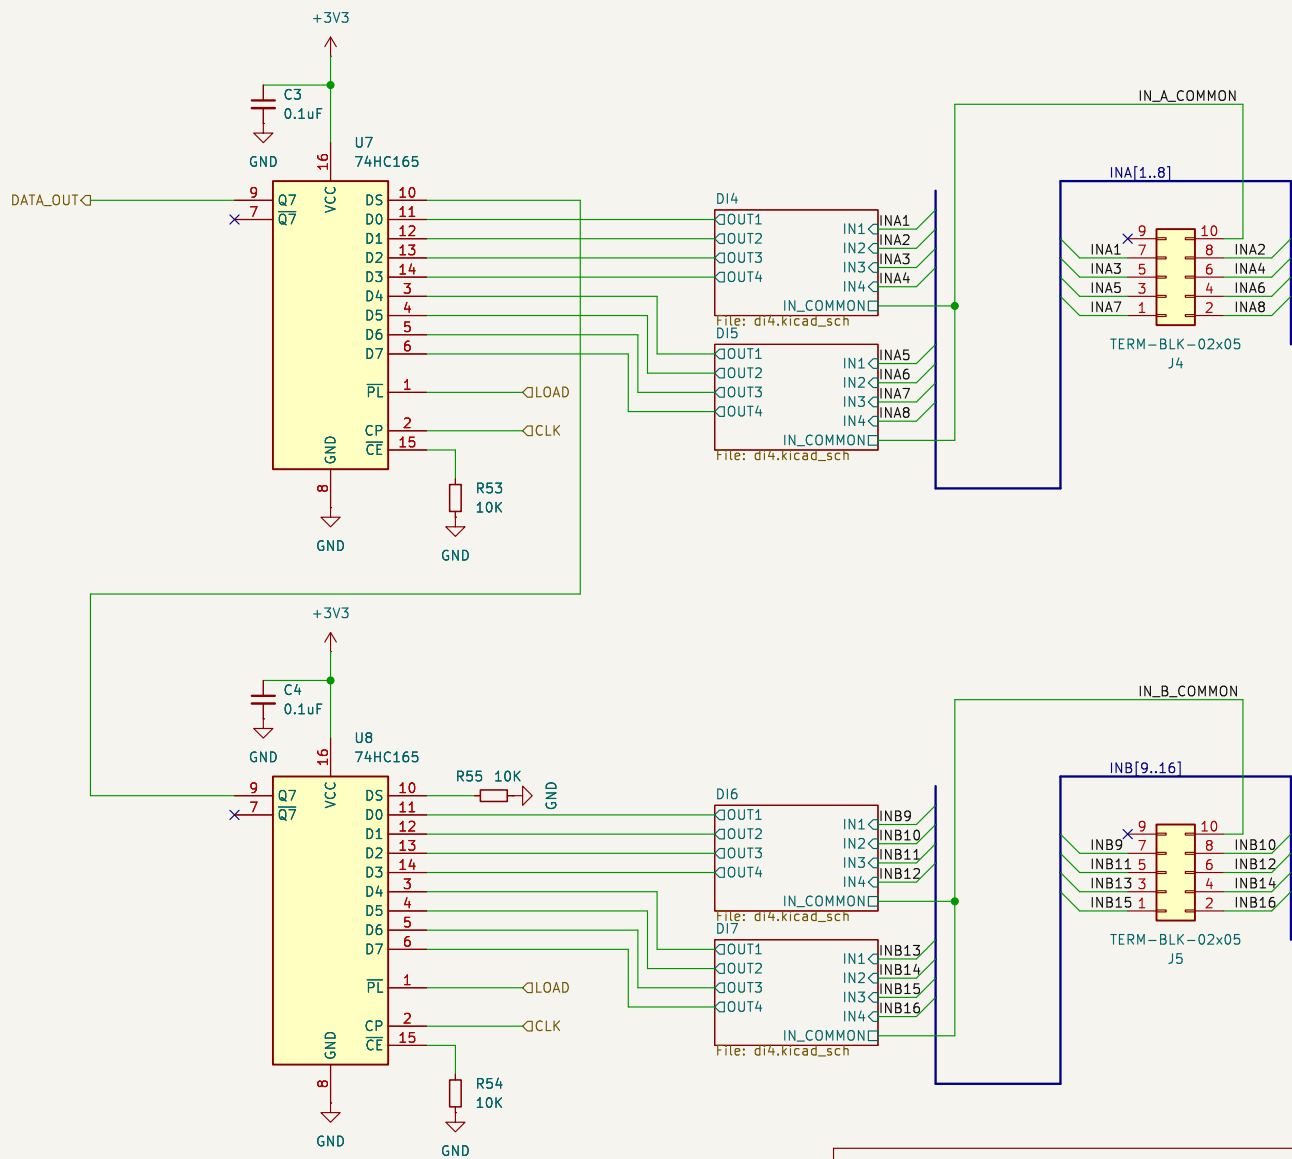 +3V3
C3
0.1uF
GND
U7
74HC165
16
VCC
DATA_OUT
9 Q7
7 Q7
DS 10
D0 11
D1 12
D2 13
D3 14
D4 3
D5 4
D6 5
D7 6
PL 1
CP 2
CE 15
GND
8
GND
LOAD
CLK
R53
10K
GND
DI4
OUT1
OUT2
OUT3
OUT4
IN1
IN2
IN3
IN4
IN_COMMON
File: di4.kicad_sch
INA1
INA2
INA3
INA4
DI5
OUT1
OUT2
OUT3
OUT4
IN1
IN2
IN3
IN4
IN_COMMON
File: di4.kicad_sch
INA5
INA6
INA7
INA8
IN_A_COMMON
INA[1..8]
9 10
INA1 7 8 INA2
INA3 5 6 INA4
INA5 3 4 INA6
INA7 1 2 INA8
TERM-BLK-02x05
J4
+3V3
C4
0.1uF
GND
U8
74HC165
16
VCC
9 Q7
7 Q7
DS 10
D0 11
D1 12
D2 13
D3 14
D4 3
D5 4
D6 5
D7 6
PL 1
CP 2
CE 15
GND
8
GND
R55 10K
GND
LOAD
CLK
R54
10K
GND
DI6
OUT1
OUT2
OUT3
OUT4
IN1
IN2
IN3
IN4
IN_COMMON
File: di4.kicad_sch
INB9
INB10
INB11
INB12
DI7
OUT1
OUT2
OUT3
OUT4
IN1
IN2
IN3
IN4
IN_COMMON
File: di4.kicad_sch
INB13
INB14
INB15
INB16
IN_B_COMMON
INB[9..16]
9 10
INB9 7 8 INB10
INB11 5 6 INB12
INB13 3 4 INB14
INB15 1 2 INB16
TERM-BLK-02x05
J5